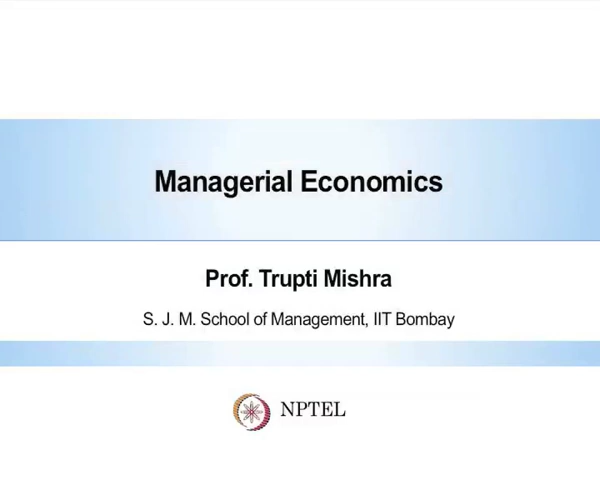 Managerial Economics
Prof. Trupti Mishra
S. J. M. School of Management, IIT Bombay
NPTEL